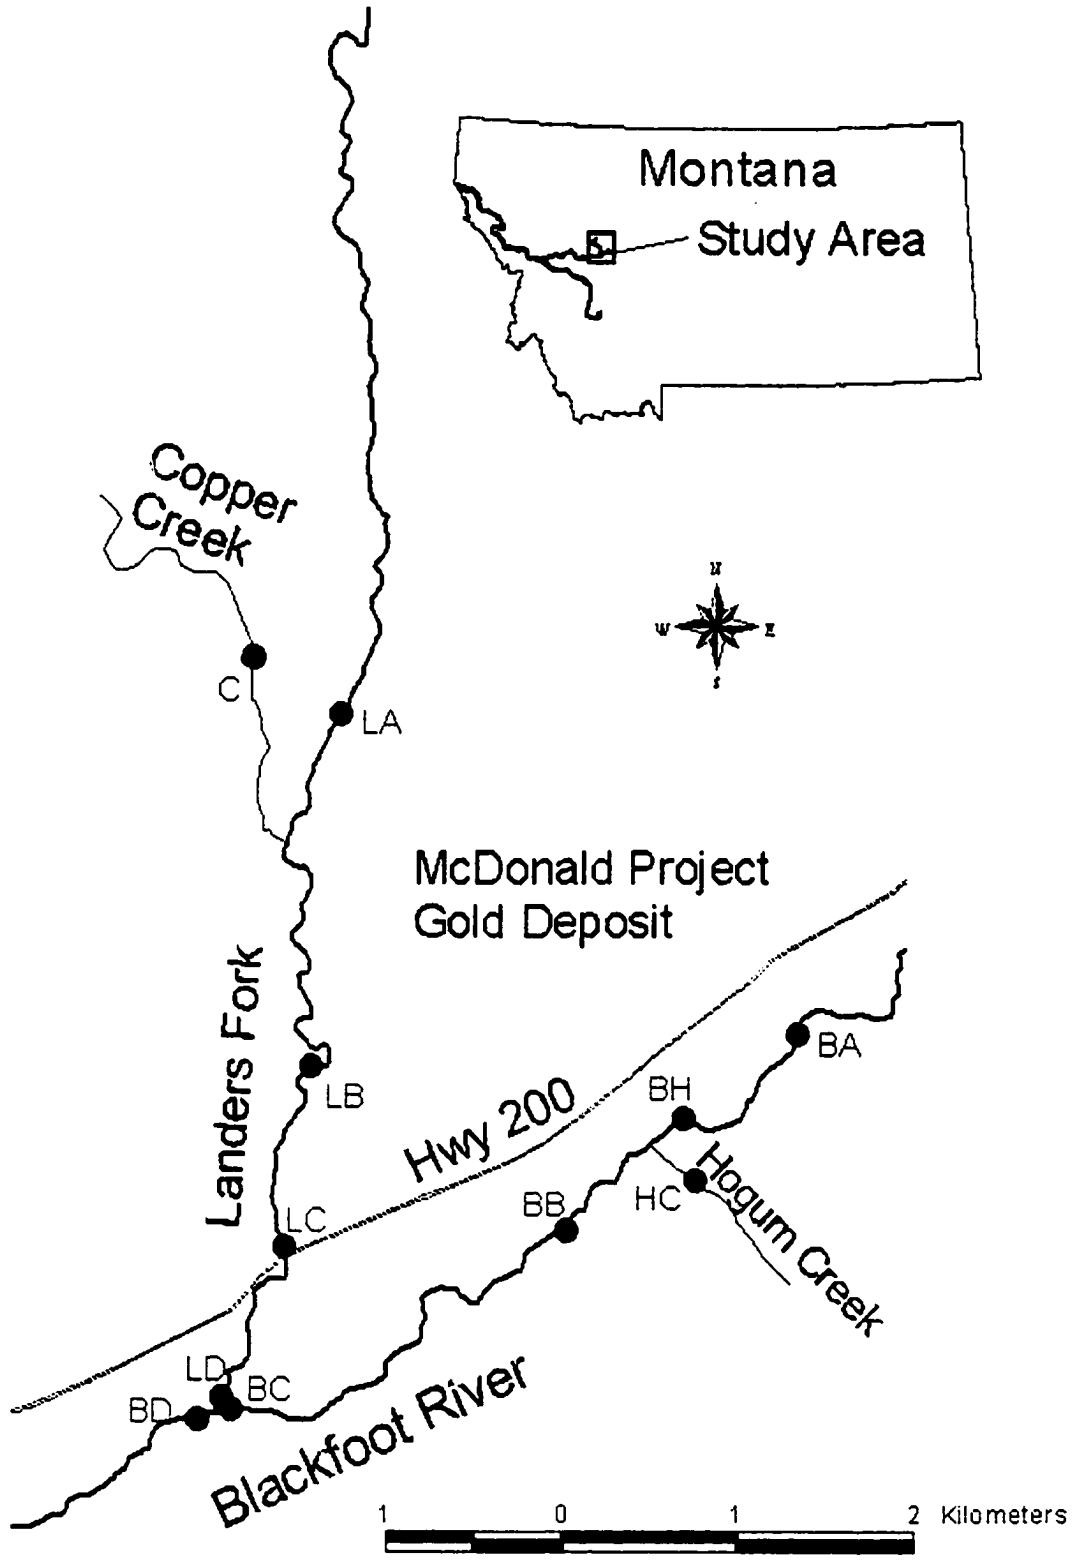 Montana
Study Area
Copper
Creek
N
W
E
S
C
LA
McDonald Project
Gold Deposit
Landers Fork
BA
LB
Hwy 200
BH
Hogum Creek
HC
BB
LC
LD
BC
BD
Blackfoot River
1 0 1 2 Kilometers